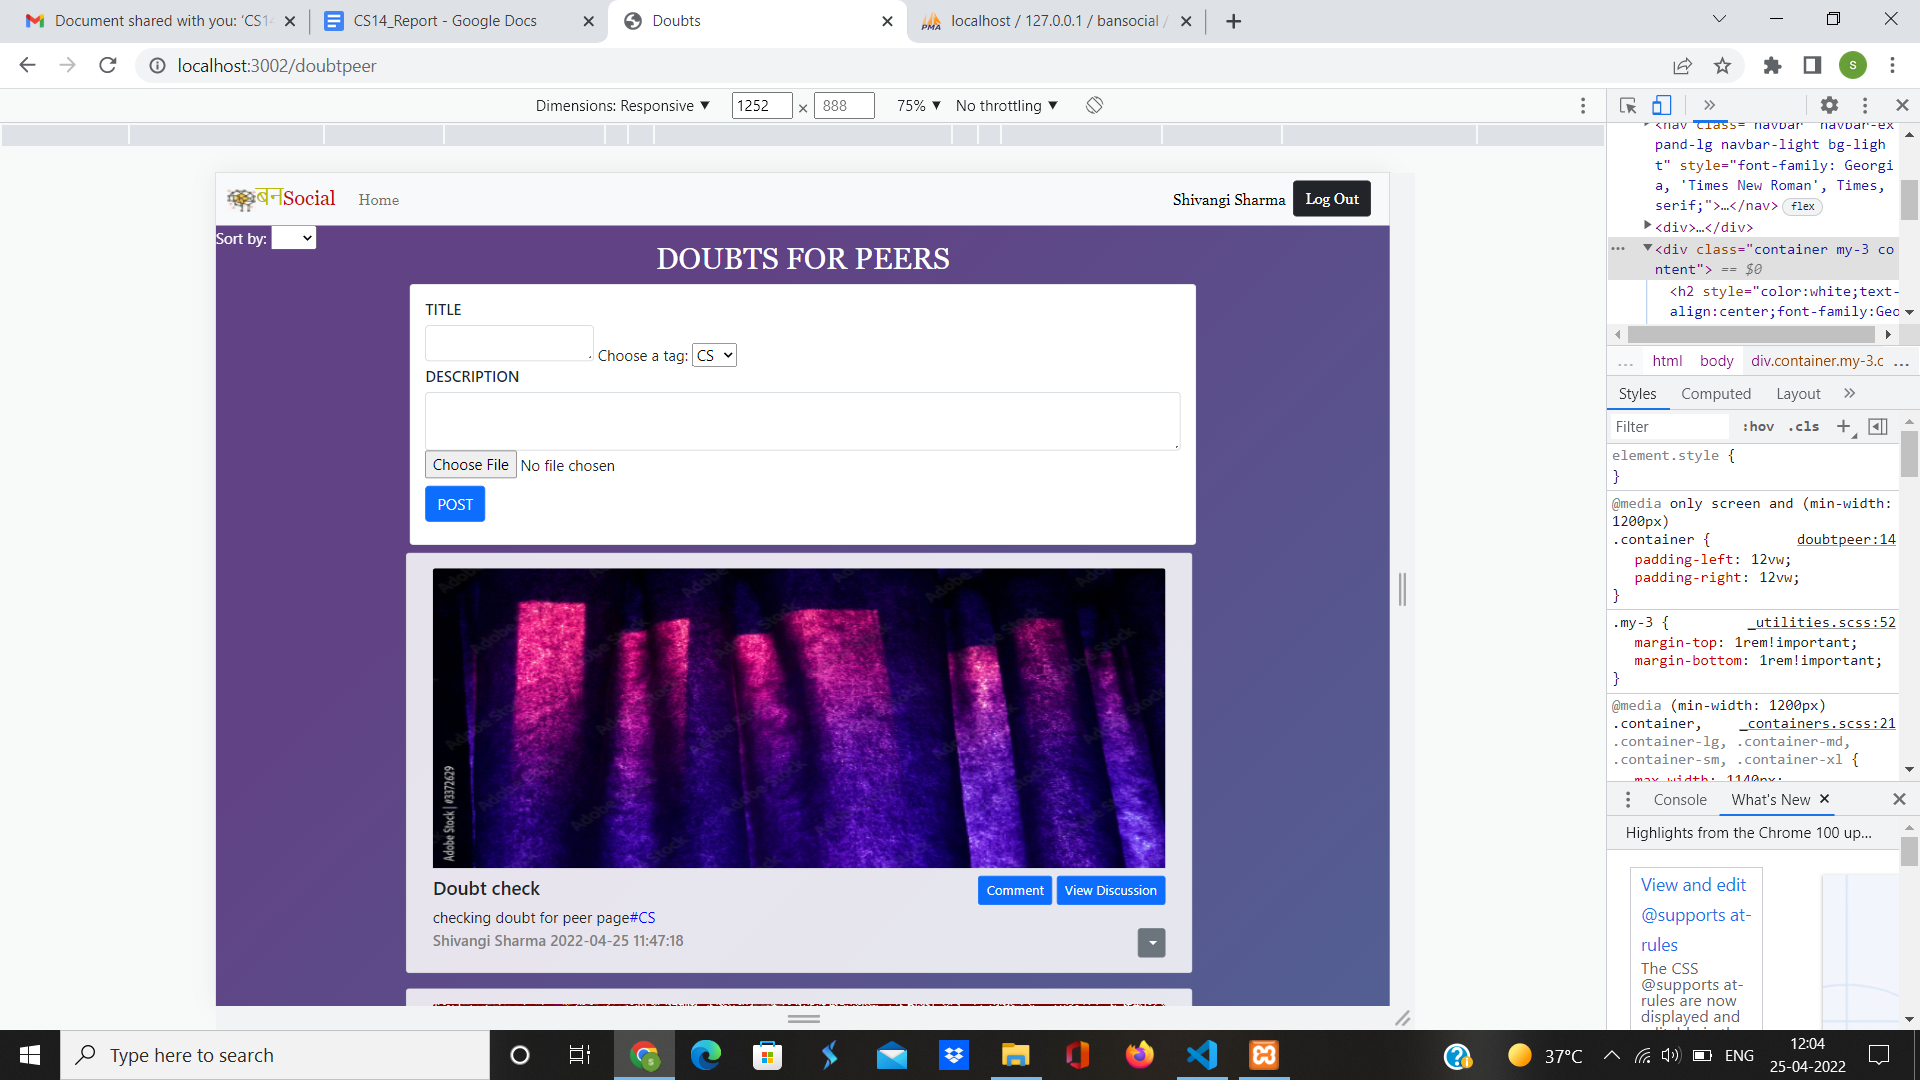 Document shared with you: 'CS14
CS14_Report - Google Docs
Doubts
localhost / 127.0.0.1 / bansocial /
localhost:3002/doubtpeer
S
Dimensions: Responsive ▼ 1252 × 888 75% ▼ No throttling ▼
बनSocial Home Shivangi Sharma Log Out
Sort by:
DOUBTS FOR PEERS
TITLE
Choose a tag: CS
DESCRIPTION
Choose File No file chosen
POST
Adobe Stock | #3372629
Doubt check
Comment View Discussion
checking doubt for peer page#CS
Shivangi Sharma 2022-04-25 11:47:18
<nav class="navbar navbar-ex
pand-lg navbar-light bg-ligh
t" style="font-family: Georgi
a, 'Times New Roman', Times,
serif;">…</nav> flex
<div>…</div>
<div class="container my-3 co
ntent"> == $0
<h2 style="color:white;text-
align:center;font-family:Geo
... html body div.container.my-3.c ...
Styles Computed Layout »
Filter :hov .cls +
element.style {
}
@media only screen and (min-width:
1200px)
.container { doubtpeer:14
padding-left: 12vw;
padding-right: 12vw;
}
.my-3 { _utilities.scss:52
margin-top: 1rem!important;
margin-bottom: 1rem!important;
}
@media (min-width: 1200px)
.container, _containers.scss:21
.container-lg, .container-md,
.container-sm, .container-xl {
max-width: 1140px;
Console What's New
Highlights from the Chrome 100 up...
View and edit
@supports at-
rules
The CSS
@supports at-
rules are now
displayed and
Type here to search
37°C
ENG
12:04
25-04-2022